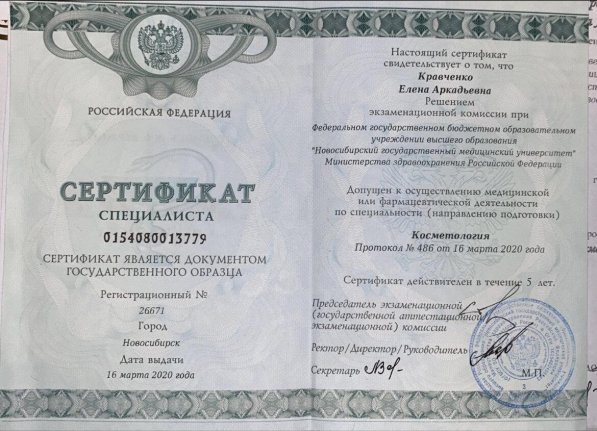 РОССИЙСКАЯ ФЕДЕРАЦИЯ
СЕРТИФИКАТ
СПЕЦИАЛИСТА
0154080013779
СЕРТИФИКАТ ЯВЛЯЕТСЯ ДОКУМЕНТОМ
ГОСУДАРСТВЕННОГО ОБРАЗЦА
Регистрационный №
26671
Город
Новосибирск
Дата выдачи
16 марта 2020 года
Настоящий сертификат
свидетельствует о том, что
Кравченко
Елена Аркадьевна
Решением
экзаменационной комиссии при
Федеральном государственном бюджетном образовательном
учреждении высшего образования
"Новосибирский государственный медицинский университет"
Министерства здравоохранения Российской Федерации
Допущен к осуществлению медицинской
или фармацевтической деятельности
по специальности (направлению подготовки)
Косметология
Протокол № 486 от 16 марта 2020 года
Сертификат действителен в течение 5 лет.
Председатель экзаменационной
(государственной аттестационной,
экзаменационной) комиссии
Ректор/Директор/Руководитель
Секретарь
М.П.